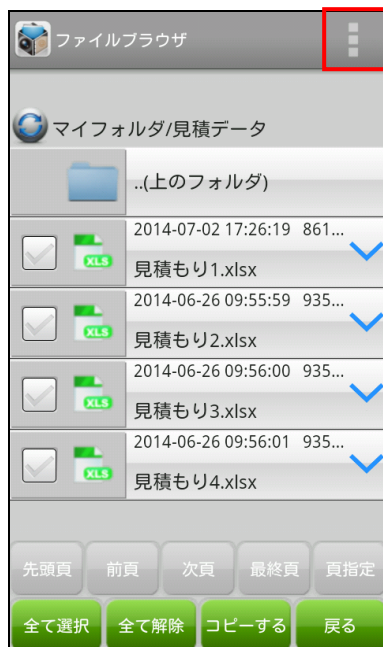 ファイルブラウザ
マイフォルダ/見積データ
..(上のフォルダ)
2014-07-02 17:26:19 861...
XLS 見積もり1.xlsx
2014-06-26 09:55:59 935...
XLS 見積もり2.xlsx
2014-06-26 09:56:00 935...
XLS 見積もり3.xlsx
2014-06-26 09:56:01 935...
XLS 見積もり4.xlsx
先頭頁 前頁 次頁 最終頁 頁指定
全て選択 全て解除 コピーする 戻る